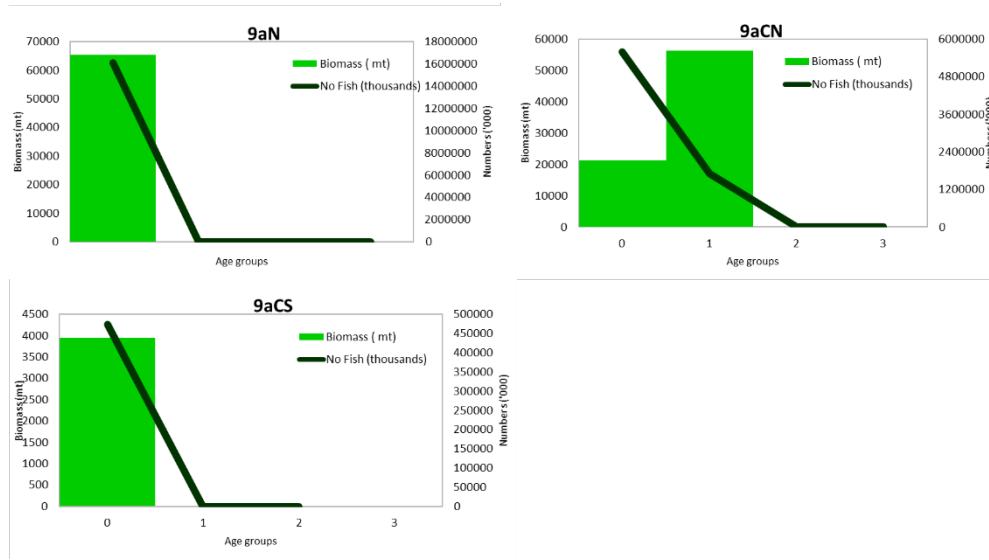 9aN
70000
60000
50000
40000
30000
20000
10000
0
Biomass (mt)
Biomass ( mt)
No Fish (thousands)
18000000
16000000
14000000
12000000
10000000
8000000
6000000
4000000
2000000
0
Numbers ('000)
Age groups
9aCN
60000
50000
40000
30000
20000
10000
0
Biomass (mt)
Biomass ( mt)
No Fish (thousands)
6000000
4800000
3600000
2400000
1200000
0
Numbers ('000)
0 1 2 3
Age groups
9aCS
4500
4000
3500
3000
2500
2000
1500
1000
500
0
Biomass (mt)
Biomass ( mt)
No Fish (thousands)
500000
450000
400000
350000
300000
250000
200000
150000
100000
50000
0
Numbers ('000)
0 1 2 3
Age groups